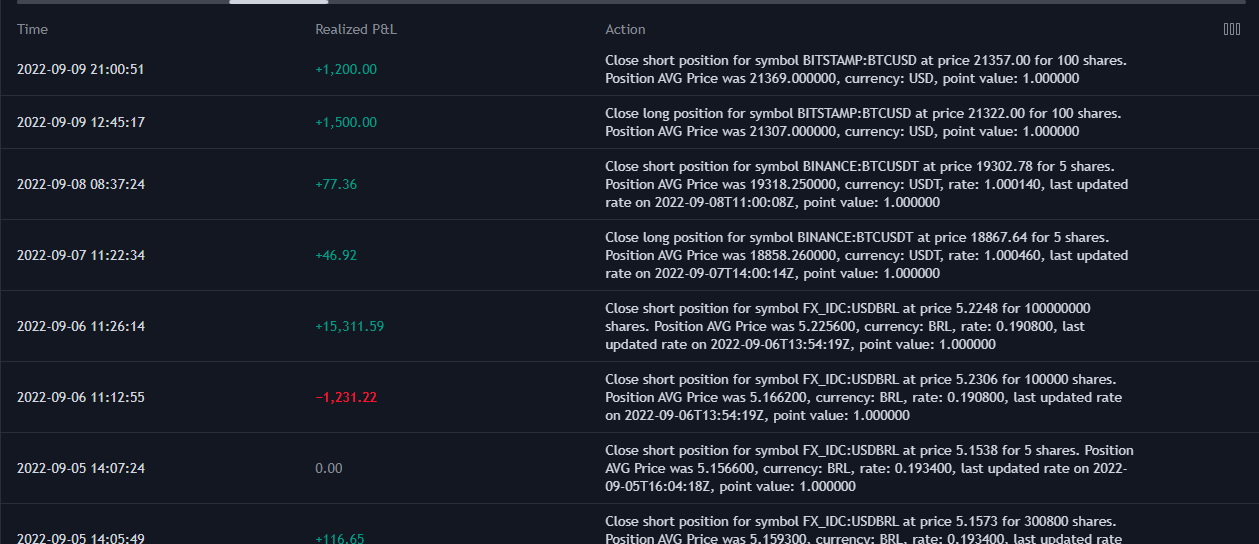 Time Realized P&L Action
2022-09-09 21:00:51 +1,200.00 Close short position for symbol BITSTAMP:BTCUSD at price 21357.00 for 100 shares.
Position AVG Price was 21369.000000, currency: USD, point value: 1.000000
2022-09-09 12:45:17 +1,500.00 Close long position for symbol BITSTAMP:BTCUSD at price 21322.00 for 100 shares.
Position AVG Price was 21307.000000, currency: USD, point value: 1.000000
2022-09-08 08:37:24 +77.36 Close short position for symbol BINANCE:BTCUSDT at price 19302.78 for 5 shares.
Position AVG Price was 19318.250000, currency: USDT, rate: 1.000140, last updated
rate on 2022-09-08T11:00:08Z, point value: 1.000000
2022-09-07 11:22:34 +46.92 Close long position for symbol BINANCE:BTCUSDT at price 18867.64 for 5 shares.
Position AVG Price was 18858.260000, currency: USDT, rate: 1.000460, last updated
rate on 2022-09-07T14:00:14Z, point value: 1.000000
2022-09-06 11:26:14 +15,311.59 Close short position for symbol FX_IDC:USDBRL at price 5.2248 for 100000000
shares. Position AVG Price was 5.225600, currency: BRL, rate: 0.190800, last
updated rate on 2022-09-06T13:54:19Z, point value: 1.000000
2022-09-06 11:12:55 −1,231.22 Close short position for symbol FX_IDC:USDBRL at price 5.2306 for 100000 shares.
Position AVG Price was 5.166200, currency: BRL, rate: 0.190800, last updated rate
on 2022-09-06T13:54:19Z, point value: 1.000000
2022-09-05 14:07:24 0.00 Close short position for symbol FX_IDC:USDBRL at price 5.1538 for 5 shares. Position
AVG Price was 5.156600, currency: BRL, rate: 0.193400, last updated rate on 2022-
09-05T16:04:18Z, point value: 1.000000
2022-09-05 14:05:49 +116.65 Close short position for symbol FX_IDC:USDBRL at price 5.1573 for 300800 shares.
Position AVG Price was 5.159300, currency: BRL, rate: 0.193400, last updated rate